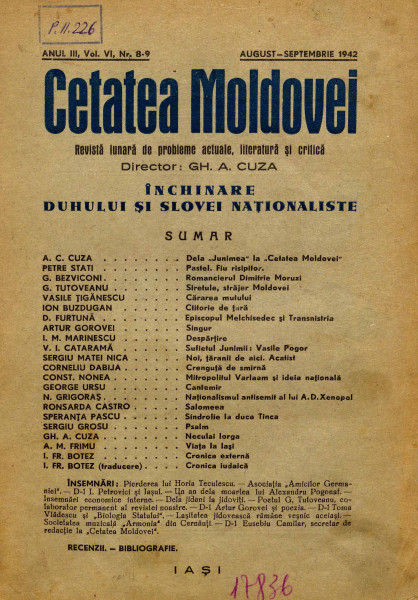 P.II.226
ANUL III, Vol. VI, Nr. 8-9 AUGUST—SEPTEMBRIE 1942
Cetatea Moldovei
Revistă lunară de probleme actuale, literatură și critică
Director: GH. A. CUZA
ÎNCHINARE
DUHULUI ȘI SLOVEI NAȚIONALISTE
SUMAR
A. C. CUZA . . . . . . . . Dela „Junimea" la „Cetatea Moldovei"
PETRE STATI . . . . . . . . Pastel. Fiu risipitor.
G. BEZVICONI . . . . . . . . Romancierul Dimitrie Moruzi
G. TUTOVEANU . . . . . . . . Siretule, străjer Moldovei
VASILE ȚIGĂNESCU . . . . . . . . Cărarea mutului
ION BUZDUGAN . . . . . . . . Ctitorie de țară
D. FURTUNĂ . . . . . . . . Episcopul Melchisedec și Transnistria
ARTUR GOROVEI . . . . . . . . Singur
I. M. MARINESCU . . . . . . . . Despărțire
V. I. CATARAMĂ . . . . . . . . Sufletul Junimii: Vasile Pogor
SERGIU MATEI NICA . . . . . . . . Noi, țăranii de aici. Acatist
CORNELIU DABIJA . . . . . . . . Crenguță de smirnă
CONST. NONEA . . . . . . . . Mitropolitul Varlaam și ideia națională
GEORGE URSU . . . . . . . . Cantemir
N. GRIGORAȘ . . . . . . . . Naționalismul antisemit al lui A.D. Xenopol
RONSARDA CASTRO . . . . . . . . Salomeen
SPERANȚA PASCU . . . . . . . . Sindrofie la duca Tinca
SERGIU GROSU . . . . . . . . Psalm
GH. A. CUZA . . . . . . . . Neculai Iorga
A. M. FRIMU . . . . . . . . Viața la Iași
I. FR. BOTEZ . . . . . . . . Cronica externă
I. FR. BOTEZ (traducere) . . . . . . . . Cronica iudaică
ÎNSEMNĂRI: Pierderea lui Horia Teculescu. — Asociația „Amicilor Germa-
niei". — D-l I. Petrovici și Iașul. — Un an dela moartea lui Alexandru Pogonat. —
Însemnări economice interne. — Dela jideni la jidoviți. — Poetul G. Tutoveanu, co-
laborator permanent al revistei noastre. — D-l Artur Gorovei și poezia. — D-l Toma
Vlădescu și „Biologia Statului". — Lașitatea jidovească rămâne veșnic aceiași. —
Societatea muzicală „Armonia" din Cernăuți. — D-l Eusebiu Camilar, secretar de
redacție la „Cetatea Moldovei".
RECENZII. — BIBLIOGRAFIE.
IAȘI
17836